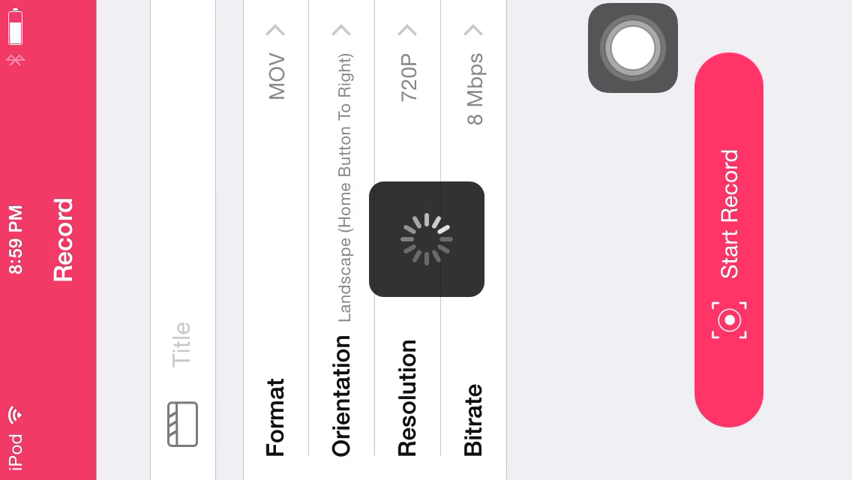 iPod 8:59 PM
Record
Title
Format MOV
Orientation Landscape (Home Button To Right)
Resolution 720P
Bitrate 8 Mbps
Start Record